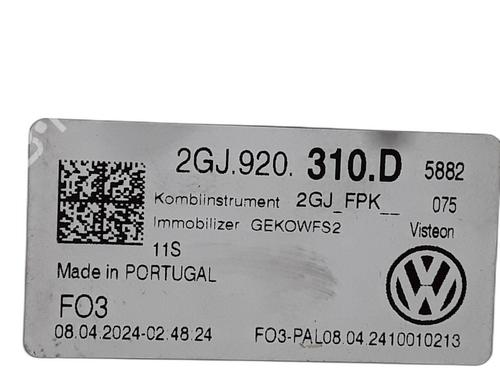 2GJ.920. 310.D 5882
Kombiinstrument 2GJ_FPK__ 075
Immobilizer GEKOWFS2 Visteon
11S
Made in PORTUGAL
FO3
08.04.2024-02.48:24 FO3-PAL08.04.2410010213